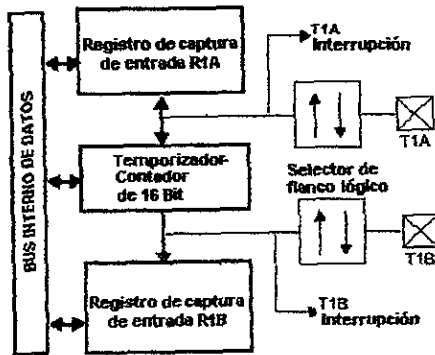 BUS INTERNO DE DATOS
Registro de captura
de entrada R1A
T1A
Interrupción
T1A
Temporizador-
Contador
de 16 Bit
Selector de
flanco lógico
T1B
Registro de captura
de entrada R1B
T1B
Interrupción